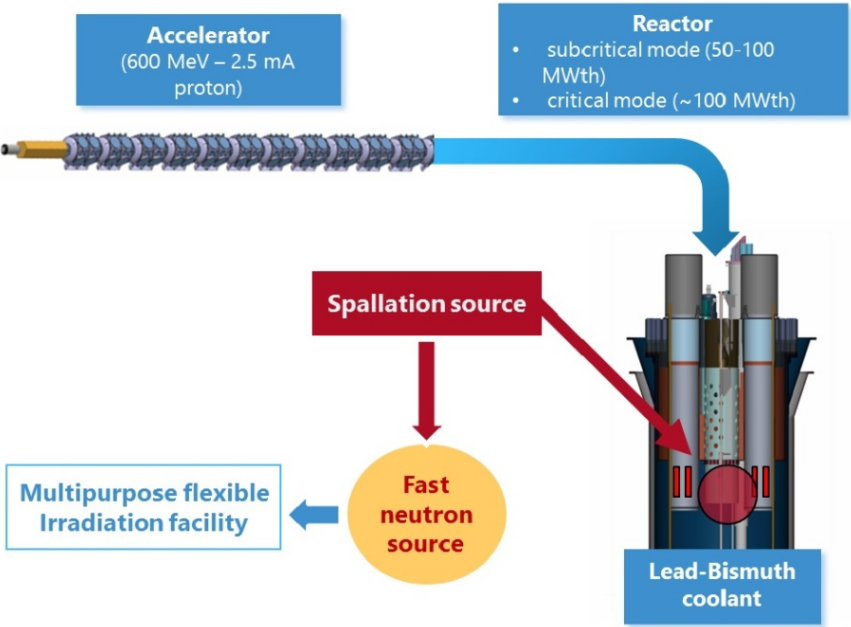 Accelerator
(600 MeV – 2.5 mA
proton)
Reactor
• subcritical mode (50-100
MWth)
• critical mode (~100 MWth)
Spallation source
Fast
neutron
source
Multipurpose flexible
Irradiation facility
Lead-Bismuth
coolant